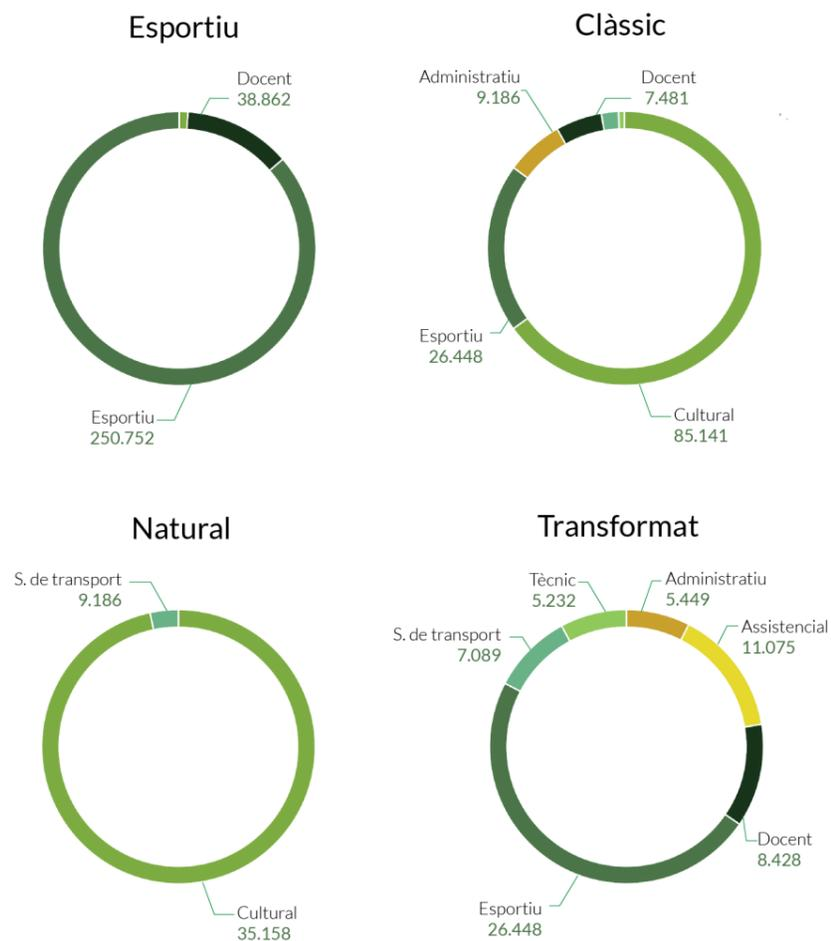 Esportiu
Docent
38.862
Esportiu
250.752
Clàssic
Administratiu
9.186
Docent
7.481
Esportiu
26.448
Cultural
85.141
Natural
S. de transport
9.186
Cultural
35.158
Transformat
Tècnic
5.232
Administratiu
5.449
S. de transport
7.089
Assistencial
11.075
Docent
8.428
Esportiu
26.448